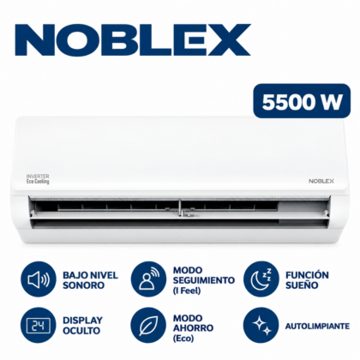 NOBLEX
5500 W
INVERTER
Eco Cooling
NOBLEX
BAJO NIVEL
SONORO
MODO
SEGUIMIENTO
(I Feel)
FUNCIÓN
SUEÑO
24
DISPLAY
OCULTO
MODO
AHORRO
(Eco)
AUTOLIMPIANTE